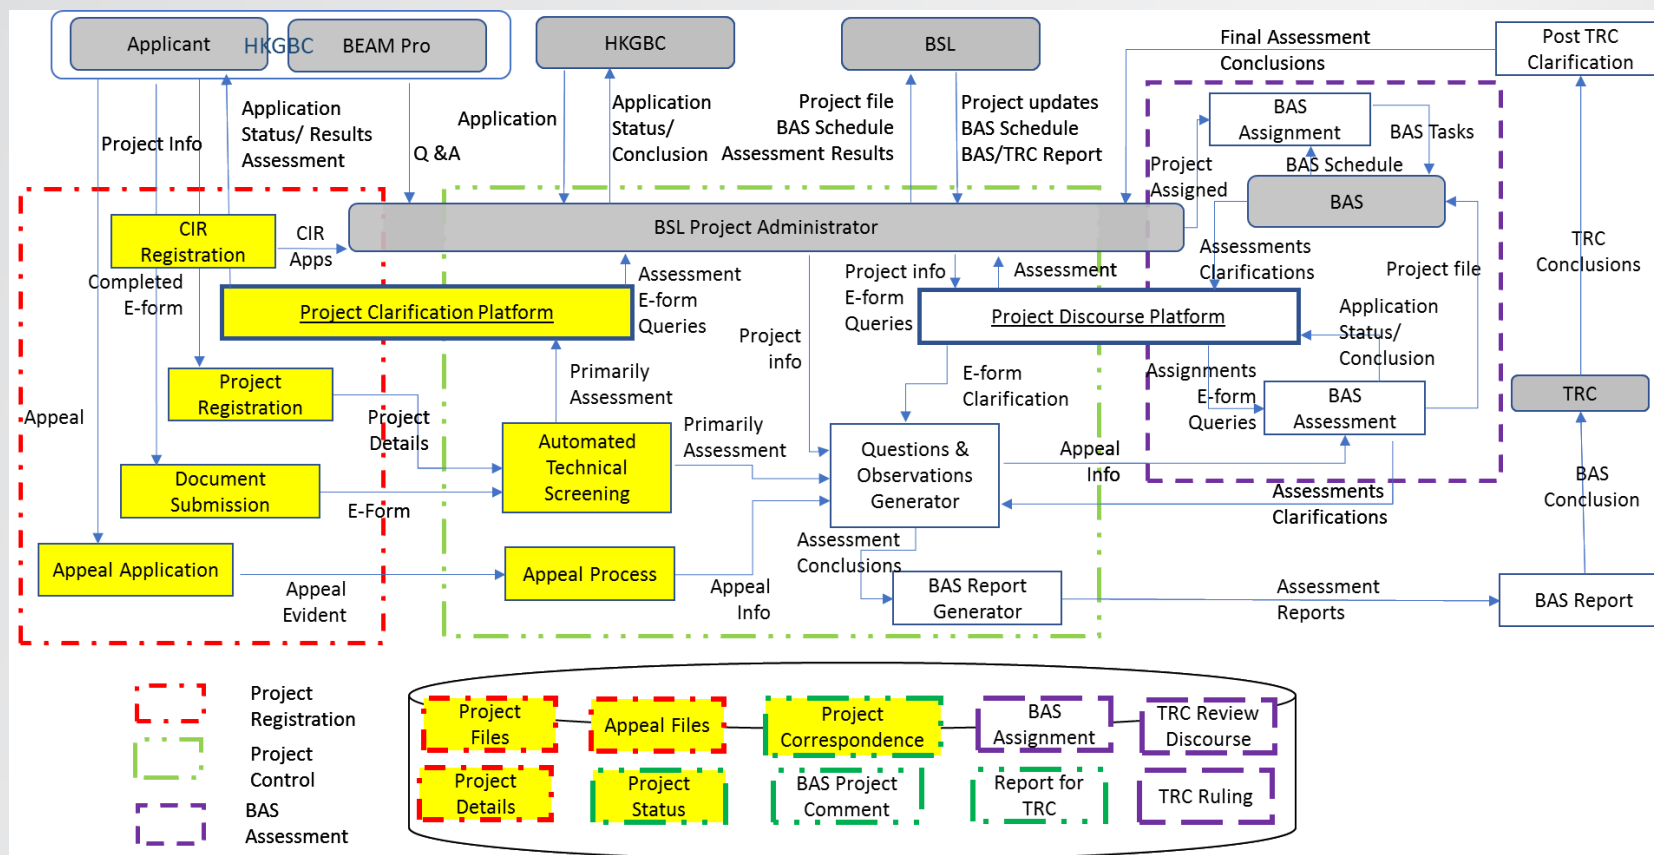 Applicant
HKGBC
BEAM Pro
HKGBC
BSL
Post TRC
Clarification
Final Assessment
Conclusions
Project Info
Application
Status/ Results
Assessment
Q &A
Application
Application
Status/
Conclusion
Project file
BAS Schedule
Assessment Results
Project updates
BAS Schedule
BAS/TRC Report
BAS
Assignment
BAS Tasks
BAS Schedule
Project
Assigned
BAS
CIR
Registration
CIR
Apps
BSL Project Administrator
Completed
E-form
Project Clarification Platform
Assessment
E-form
Queries
Project info
E-form
Queries
Assessment
Assessments
Clarifications
Project file
TRC
Conclusions
Project Discourse Platform
Application
Status/
Conclusion
Project
info
Project
Registration
Primarily
Assessment
E-form
Clarification
Assignments
E-form
Queries
BAS
Assessment
TRC
Appeal
Project
Details
Automated
Technical
Screening
Primarily
Assessment
Questions &
Observations
Generator
Appeal
Info
BAS
Conclusion
Document
Submission
E-Form
Assessments
Clarifications
Appeal Application
Appeal
Evident
Appeal Process
Appeal
Info
Assessment
Conclusions
BAS Report
Generator
Assessment
Reports
BAS Report
Project
Registration
Project
Control
BAS
Assessment
Project
Files
Appeal Files
Project
Correspondence
BAS
Assignment
TRC Review
Discourse
Project
Details
Project
Status
BAS Project
Comment
Report for
TRC
TRC Ruling